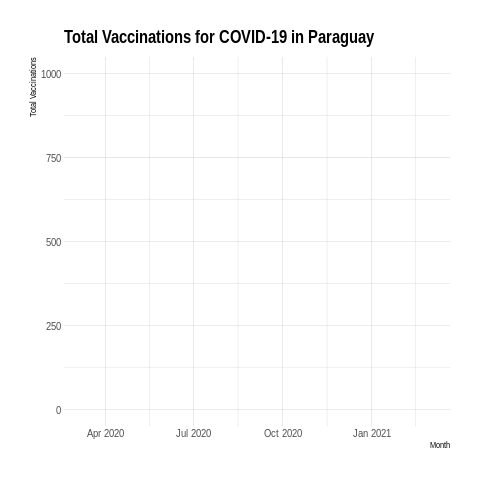 Total Vaccinations for COVID-19 in Paraguay
Total Vaccinations
1000
750
500
250
0
Apr 2020
Jul 2020
Oct 2020
Jan 2021
Month